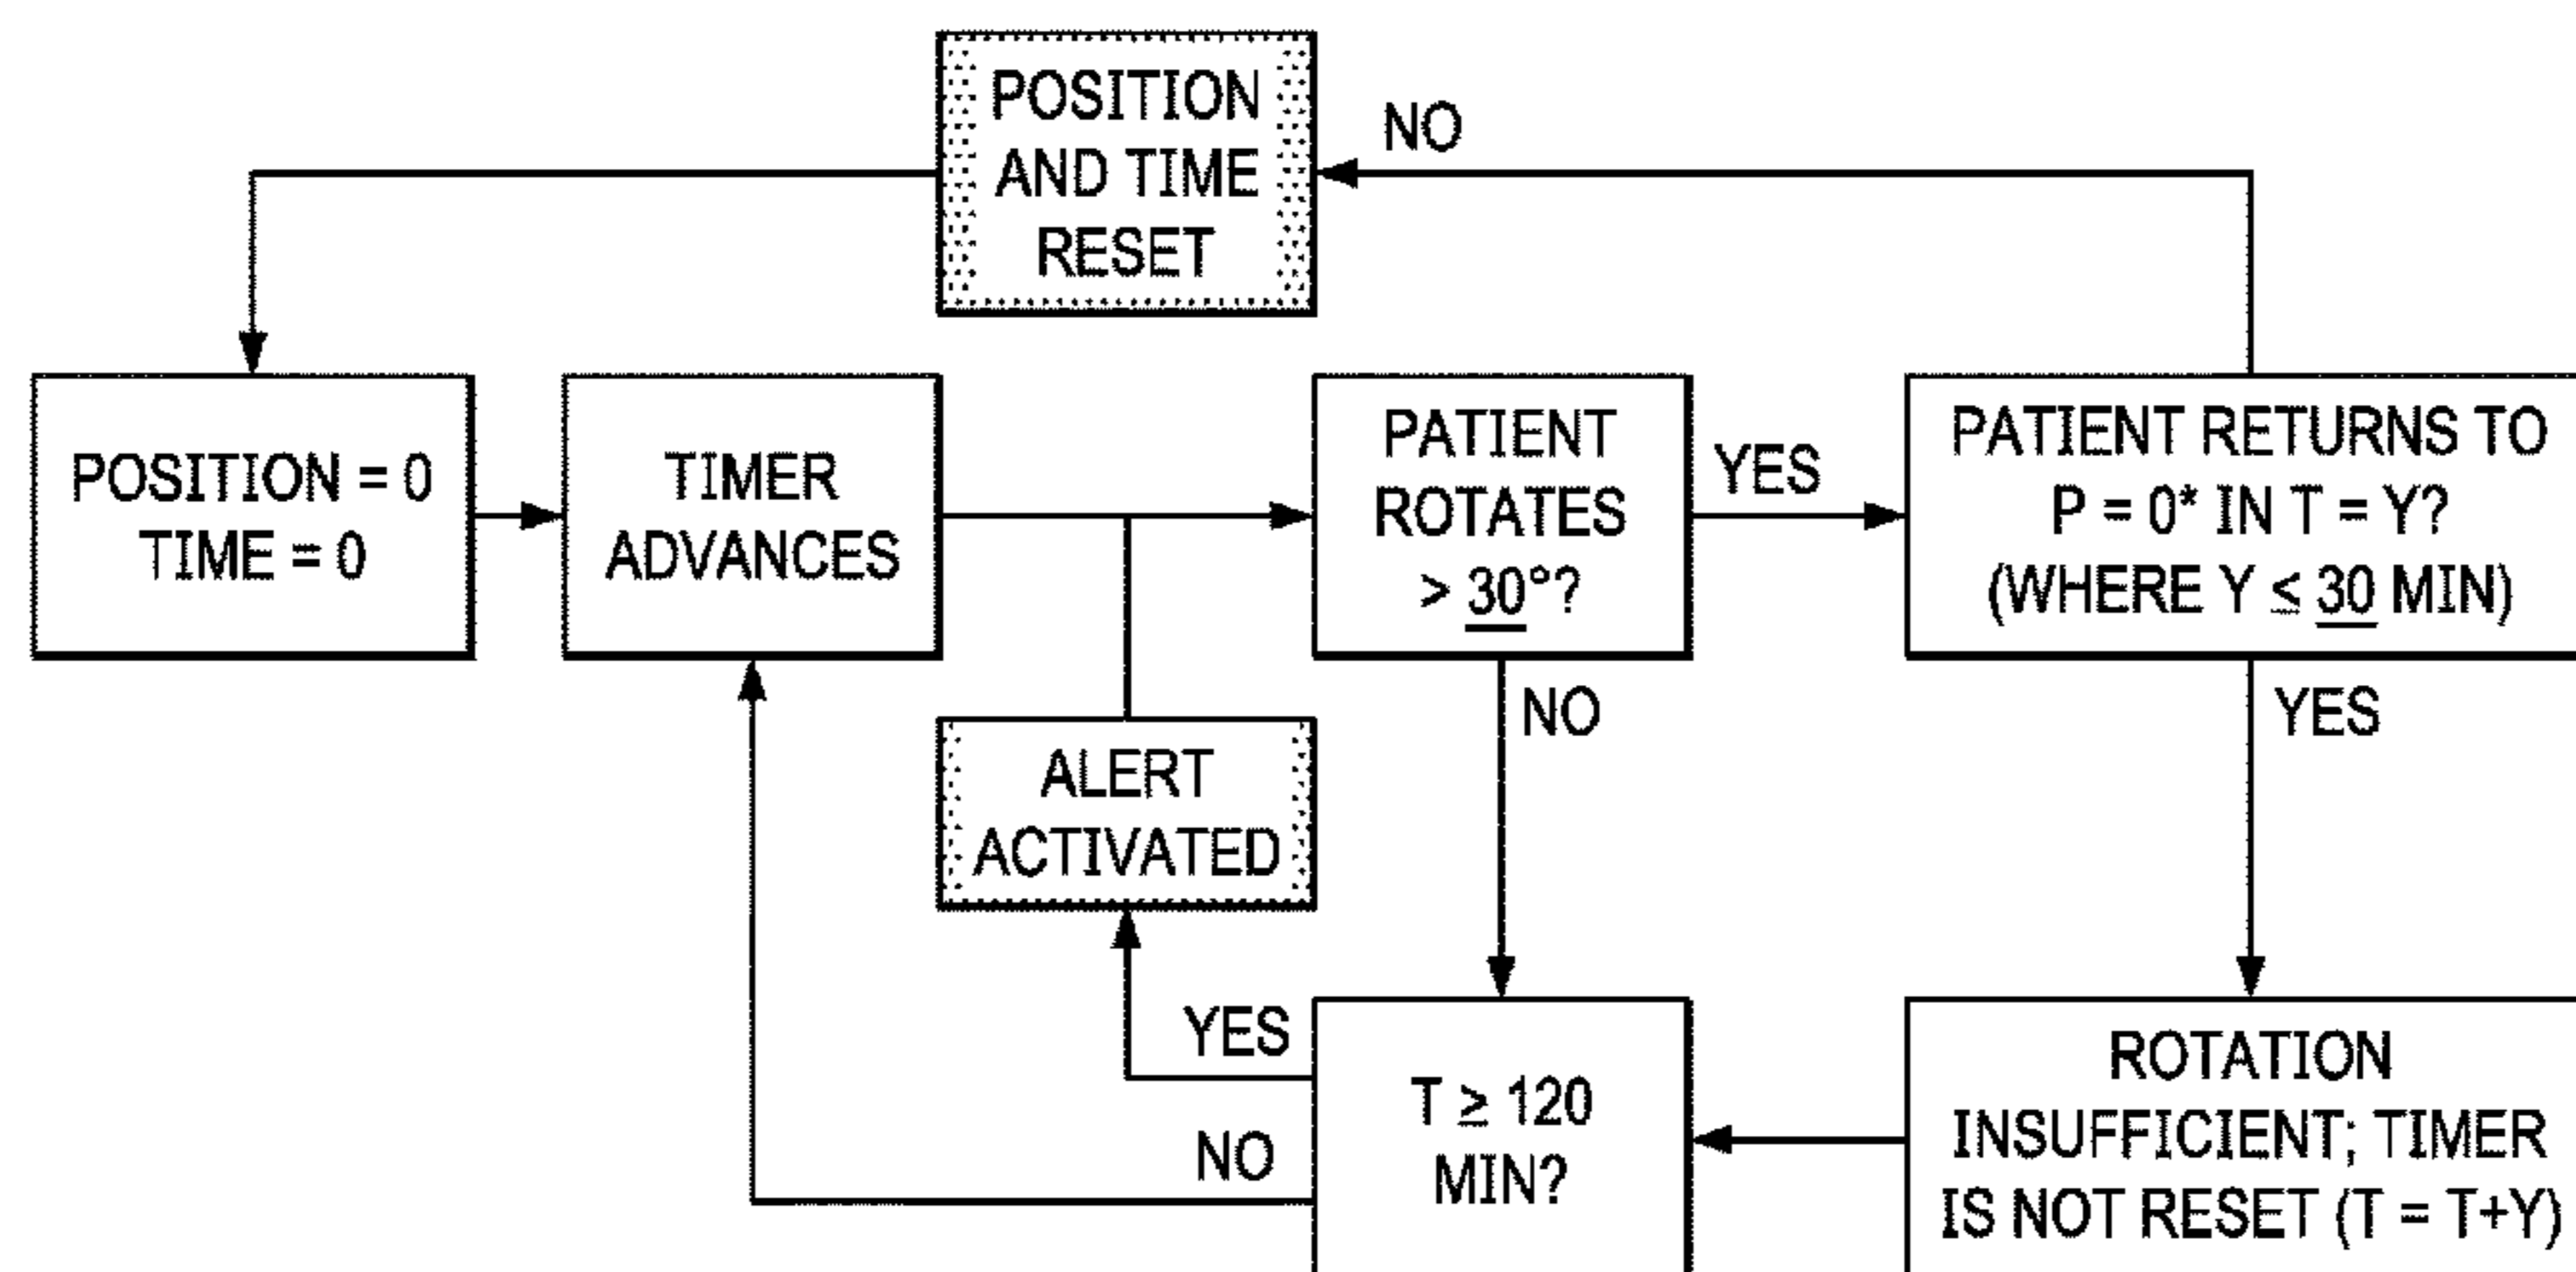 POSITION
AND TIME
RESET
NO
POSITION = 0
TIME = 0
TIMER
ADVANCES
PATIENT
ROTATES
> 30°?
YES
PATIENT RETURNS TO
P = 0* IN T = Y?
(WHERE Y ≤ 30 MIN)
NO
YES
ALERT
ACTIVATED
YES
NO
T ≥ 120
MIN?
ROTATION
INSUFFICIENT; TIMER
IS NOT RESET (T = T+Y)